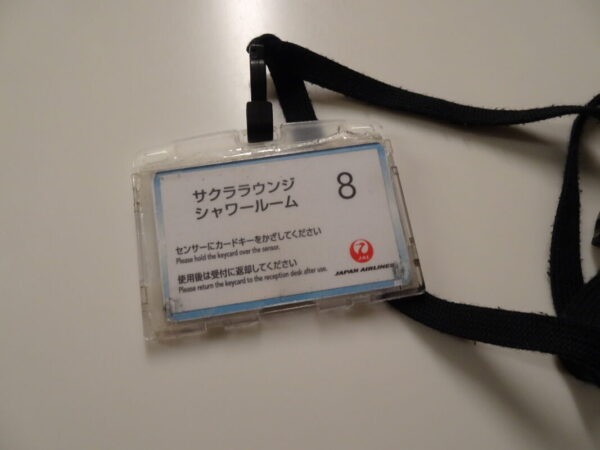 サクララウンジ
シャワールーム
8
センサーにカードキーをかざしてください
Please hold the keycard over the sensor.
使用後は受付に返却してください
Please return the keycard to the reception desk after use.
JAL
JAPAN AIRLINES